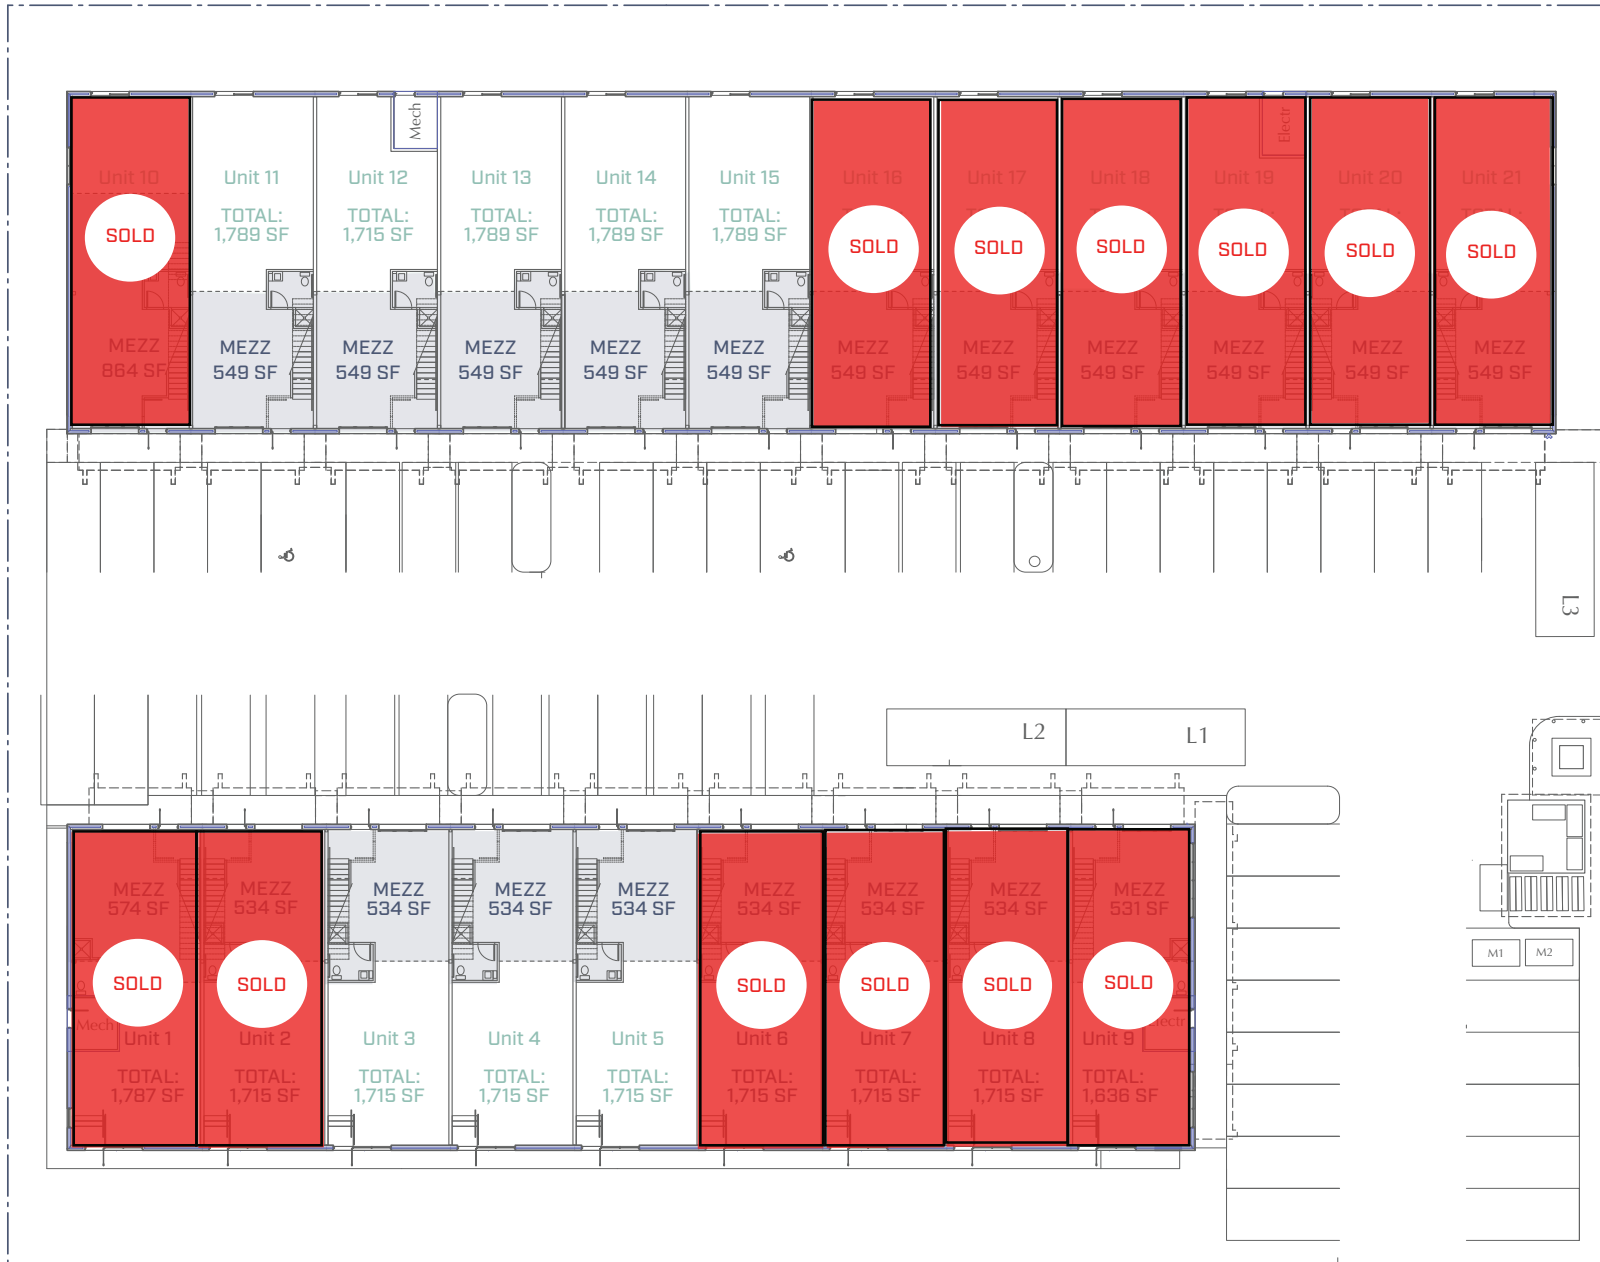 Mech
Electr
Unit 10
Unit 11
Unit 12
Unit 13
Unit 14
Unit 15
Unit 16
Unit 17
Unit 18
Unit 19
Unit 20
Unit 21
TOTAL:
1,789 SF
TOTAL:
1,715 SF
TOTAL:
1,789 SF
TOTAL:
1,789 SF
TOTAL:
1,789 SF
SOLD
SOLD
SOLD
SOLD
SOLD
SOLD
SOLD
MEZZ
864 SF
MEZZ
549 SF
MEZZ
549 SF
MEZZ
549 SF
MEZZ
549 SF
MEZZ
549 SF
MEZZ
549 SF
MEZZ
549 SF
MEZZ
549 SF
MEZZ
549 SF
MEZZ
549 SF
MEZZ
549 SF
L3
L2
L1
MEZZ
574 SF
MEZZ
534 SF
MEZZ
534 SF
MEZZ
534 SF
MEZZ
534 SF
MEZZ
534 SF
MEZZ
534 SF
MEZZ
534 SF
MEZZ
531 SF
M1
M2
SOLD
SOLD
SOLD
SOLD
SOLD
SOLD
Mech
Electr
Unit 1
Unit 2
Unit 3
Unit 4
Unit 5
Unit 6
Unit 7
Unit 8
Unit 9
TOTAL:
1,787 SF
TOTAL:
1,715 SF
TOTAL:
1,715 SF
TOTAL:
1,715 SF
TOTAL:
1,715 SF
TOTAL:
1,715 SF
TOTAL:
1,715 SF
TOTAL:
1,715 SF
TOTAL:
1,636 SF